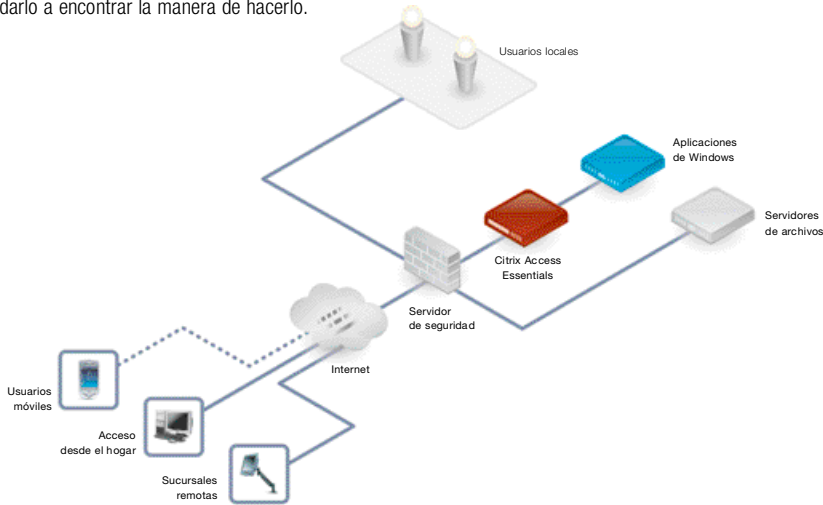 darlo a encontrar la manera de hacerlo.
Usuarios locales
Aplicaciones
de Windows
Servidores
de archivos
Citrix Access
Essentials
Servidor
de seguridad
Internet
Usuarios
móviles
Acceso
desde el hogar
Sucursales
remotas